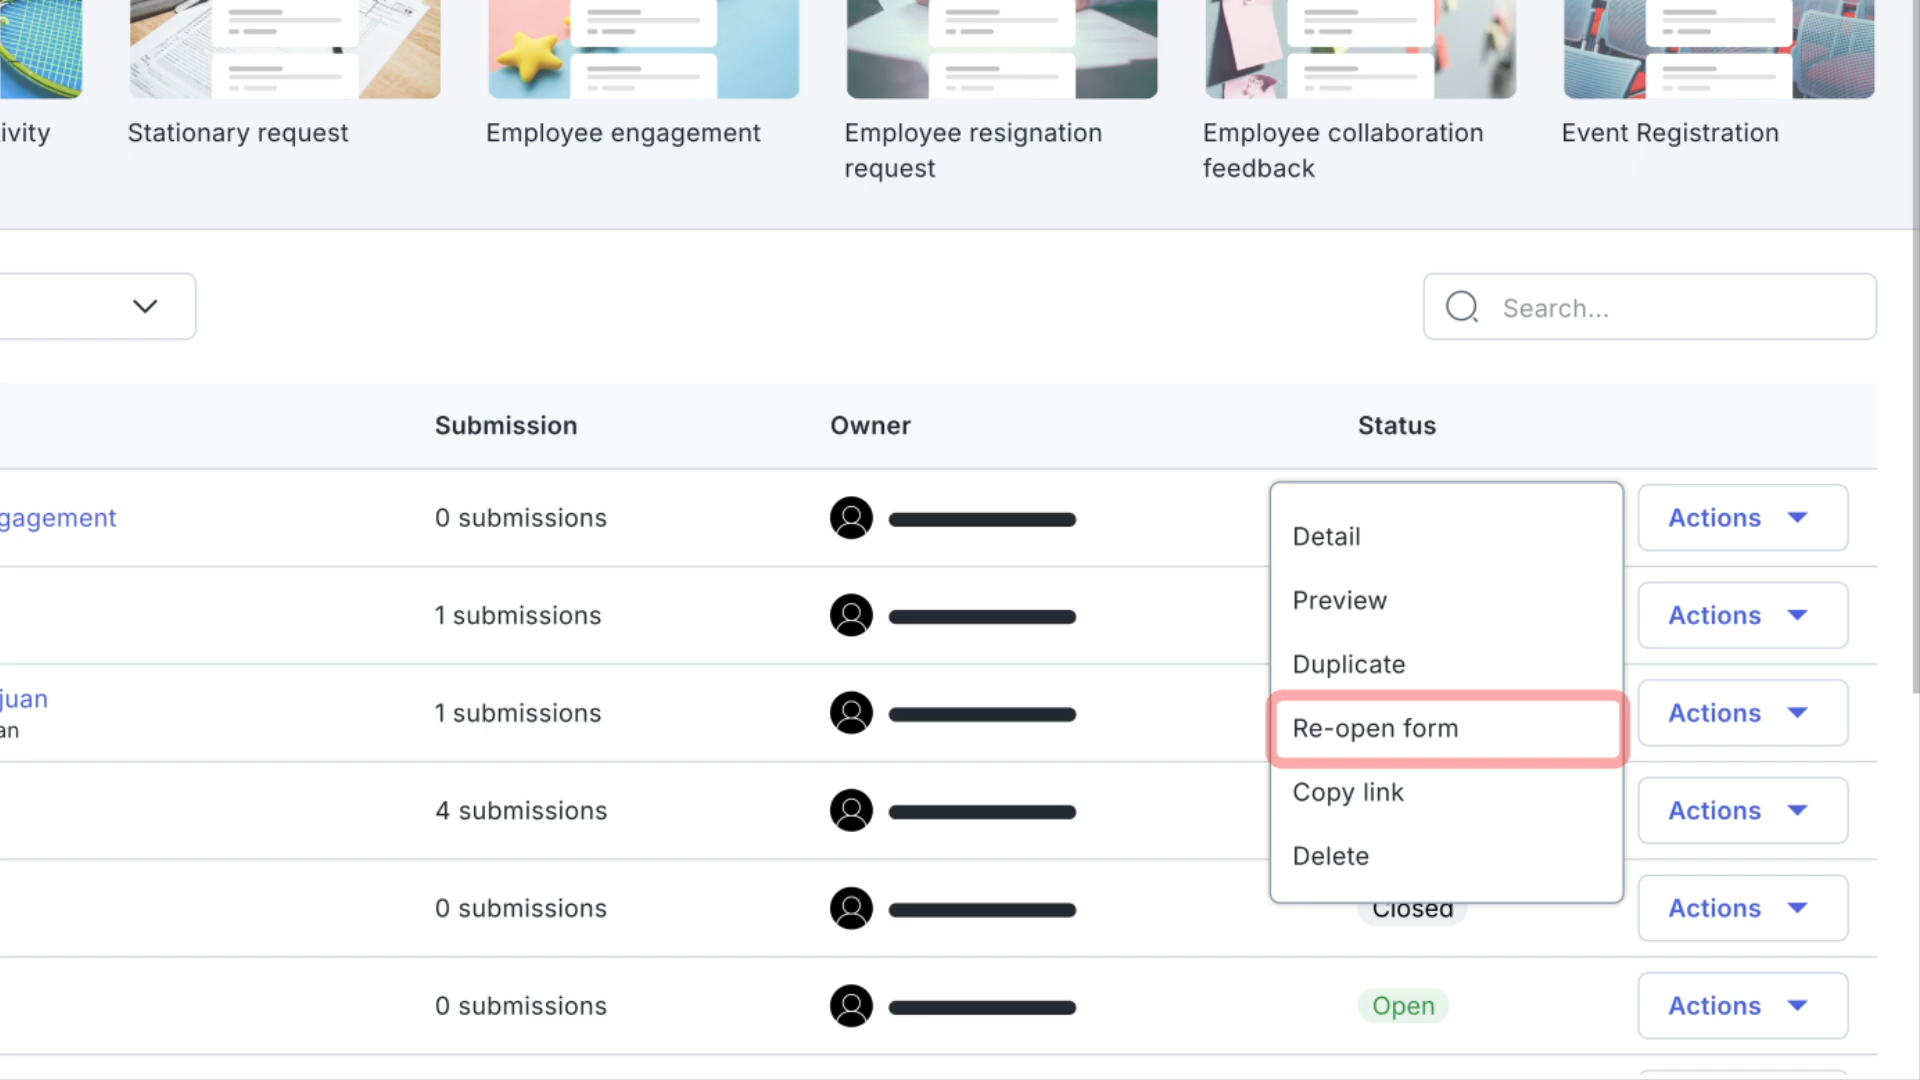 ivity
Stationary request
Employee engagement
Employee resignation
request
Employee collaboration
feedback
Event Registration
Search...
Submission
Owner
Status
gagement
0 submissions
Actions
Detail
Preview
1 submissions
Actions
Duplicate
juan
an
1 submissions
Actions
Re-open form
Copy link
4 submissions
Actions
Delete
0 submissions
Closed
Actions
0 submissions
Open
Actions